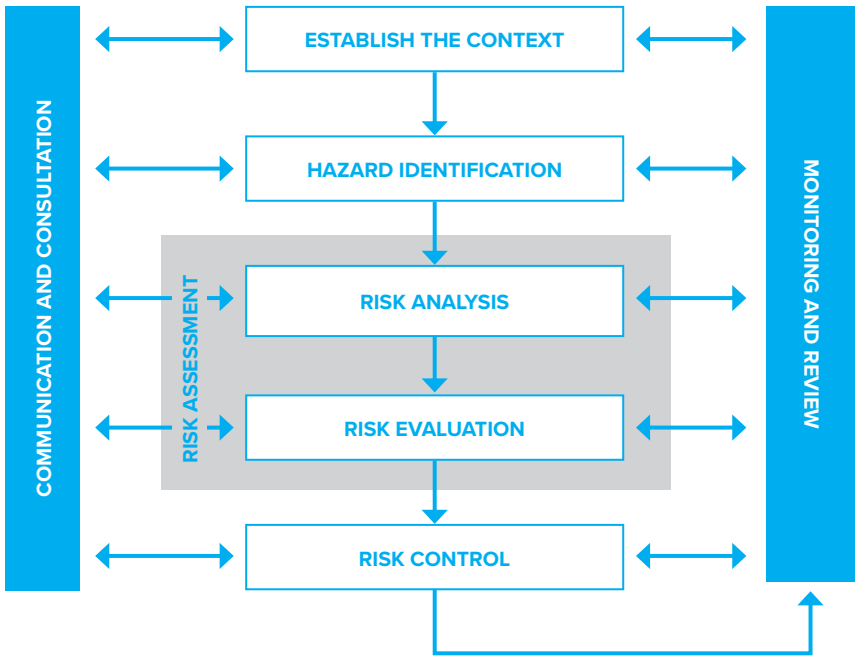 ESTABLISH THE CONTEXT
COMMUNICATION AND CONSULTATION
HAZARD IDENTIFICATION
MONITORING AND REVIEW
RISK ASSESSMENT
RISK ANALYSIS
RISK EVALUATION
RISK CONTROL